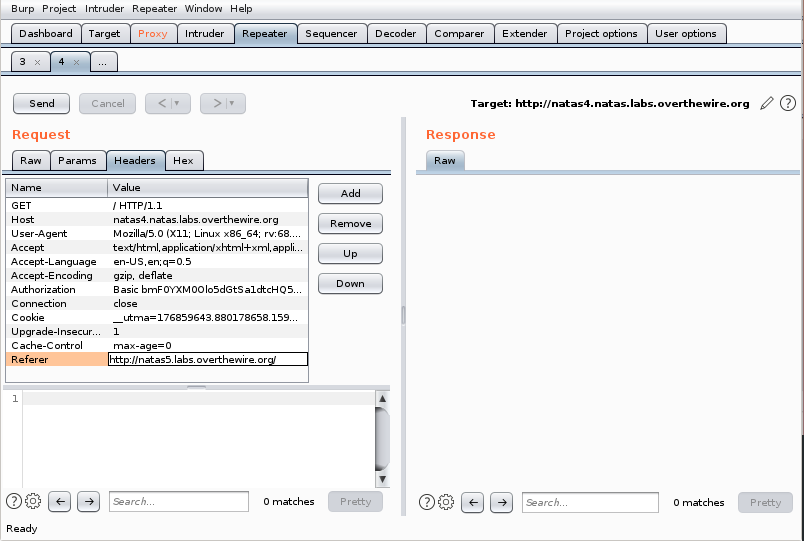 Burp Project Intruder Repeater Window Help
Dashboard Target Proxy Intruder Repeater Sequencer Decoder Comparer Extender Project options User options
3 × 4 × ...
Send Cancel < > Target: http://natas4.natas.labs.overthewire.org ?
Request
Raw Params Headers Hex
Name Value
GET / HTTP/1.1
Host natas4.natas.labs.overthewire.org
User-Agent Mozilla/5.0 (X11; Linux x86_64; rv:68....
Accept text/html,application/xhtml+xml,appli...
Accept-Language en-US,en;q=0.5
Accept-Encoding gzip, deflate
Authorization Basic bmF0YXM0Olo5dGtSa1dtcHQ5...
Connection close
Cookie __utma=176859643.880178658.159...
Upgrade-Insecur... 1
Cache-Control max-age=0
Referer http://natas5.labs.overthewire.org/
Add
Remove
Up
Down
1
? Search... 0 matches Pretty
Response
Raw
? Search... 0 matches Pretty
Ready